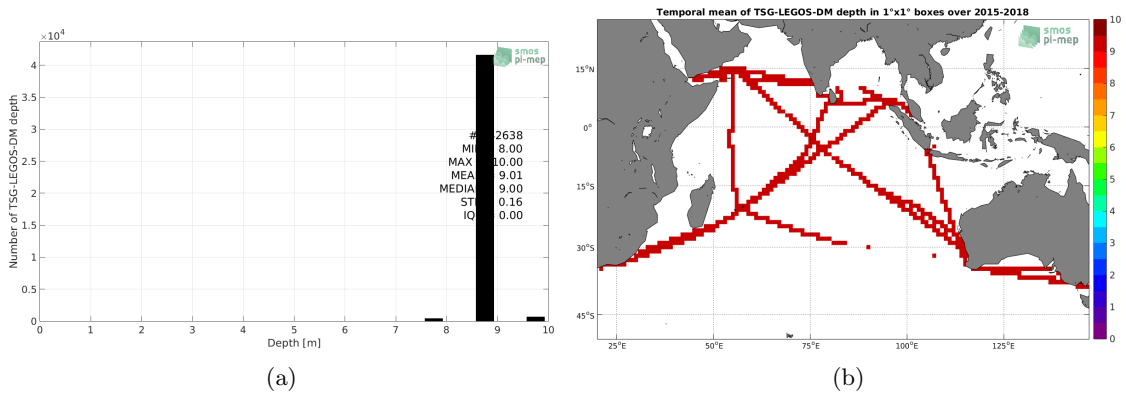 Temporal mean of TSG-LEGOS-DM depth in 1°x1° boxes over 2015-2018
×10⁴
smos
pi-mep
4
3.5
3
2.5
2
1.5
1
0.5
0
Number of TSG-LEGOS-DM depth
8.00
10.00
9.01
9.00
0.16
0.00
0 1 2 3 4 5 6 7 8 9 10
Depth [m]
(a)
smos
pi-mep
15°N
0°
15°S
30°S
45°S
25°E 50°E 75°E 100°E 125°E
10
9
8
7
6
5
4
3
2
1
0
(b)